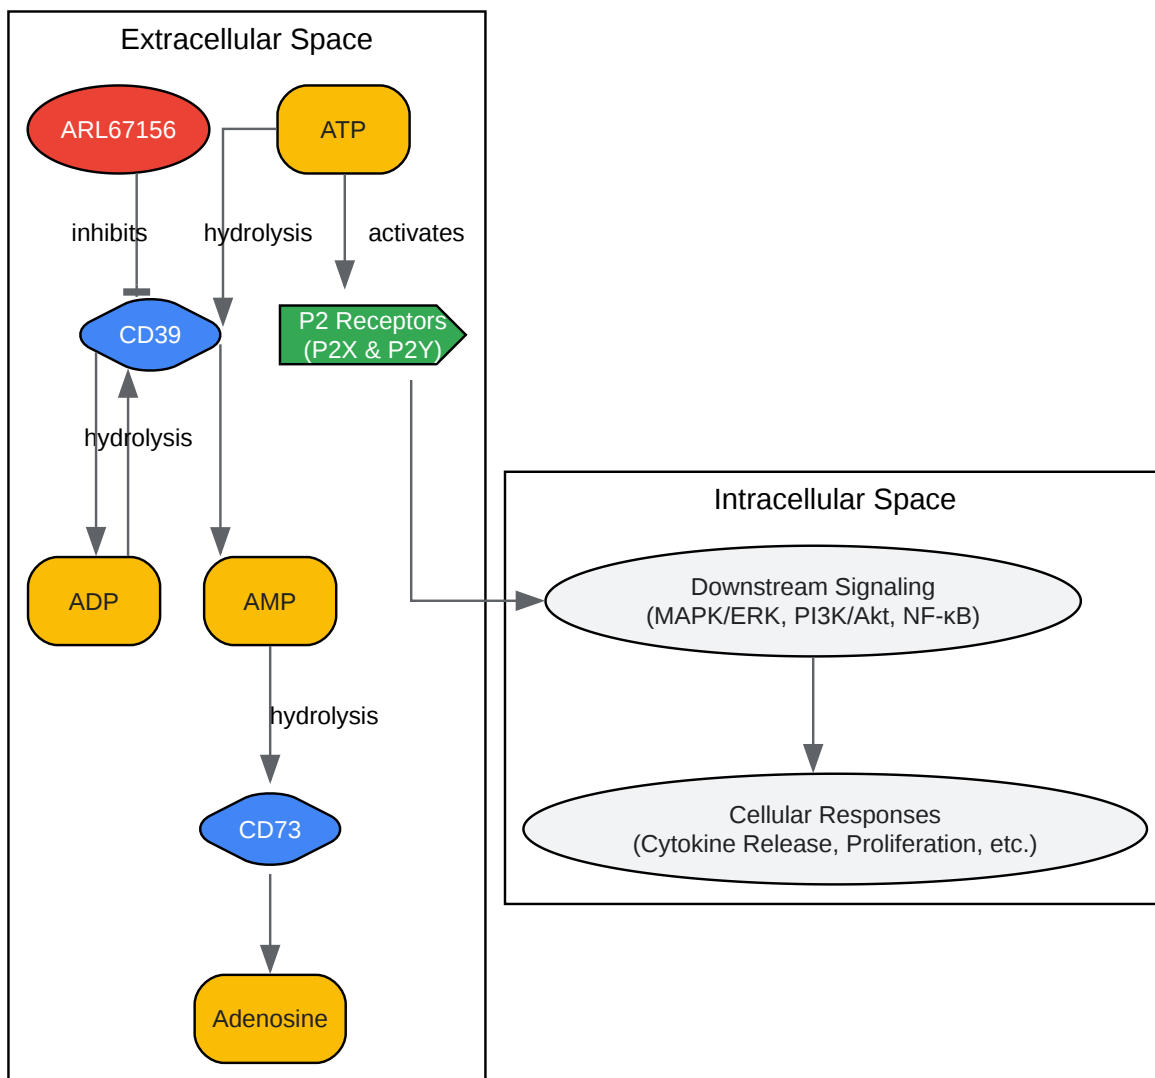 Extracellular Space
ARL67156
ATP
inhibits
hydrolysis
activates
CD39
P2 Receptors
(P2X & P2Y)
hydrolysis
ADP
AMP
hydrolysis
CD73
Adenosine
Intracellular Space
Downstream Signaling
(MAPK/ERK, PI3K/Akt, NF-κB)
Cellular Responses
(Cytokine Release, Proliferation, etc.)